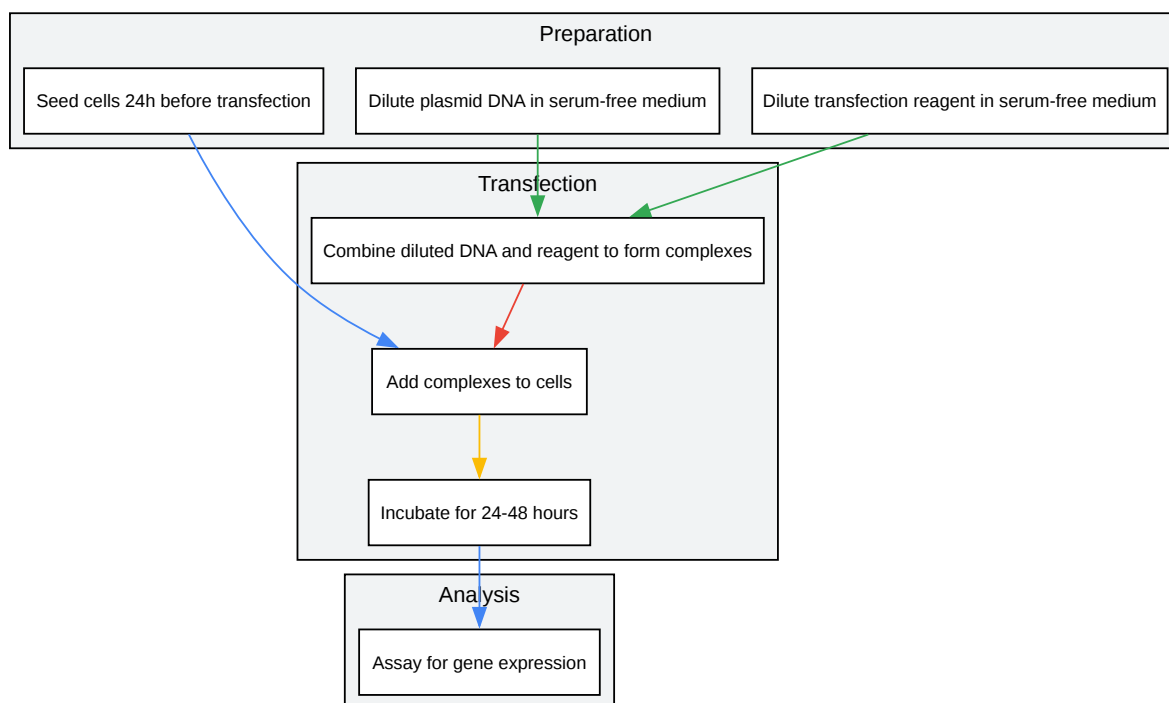 Preparation
Seed cells 24h before transfection
Dilute plasmid DNA in serum-free medium
Dilute transfection reagent in serum-free medium
Transfection
Combine diluted DNA and reagent to form complexes
Add complexes to cells
Incubate for 24-48 hours
Analysis
Assay for gene expression